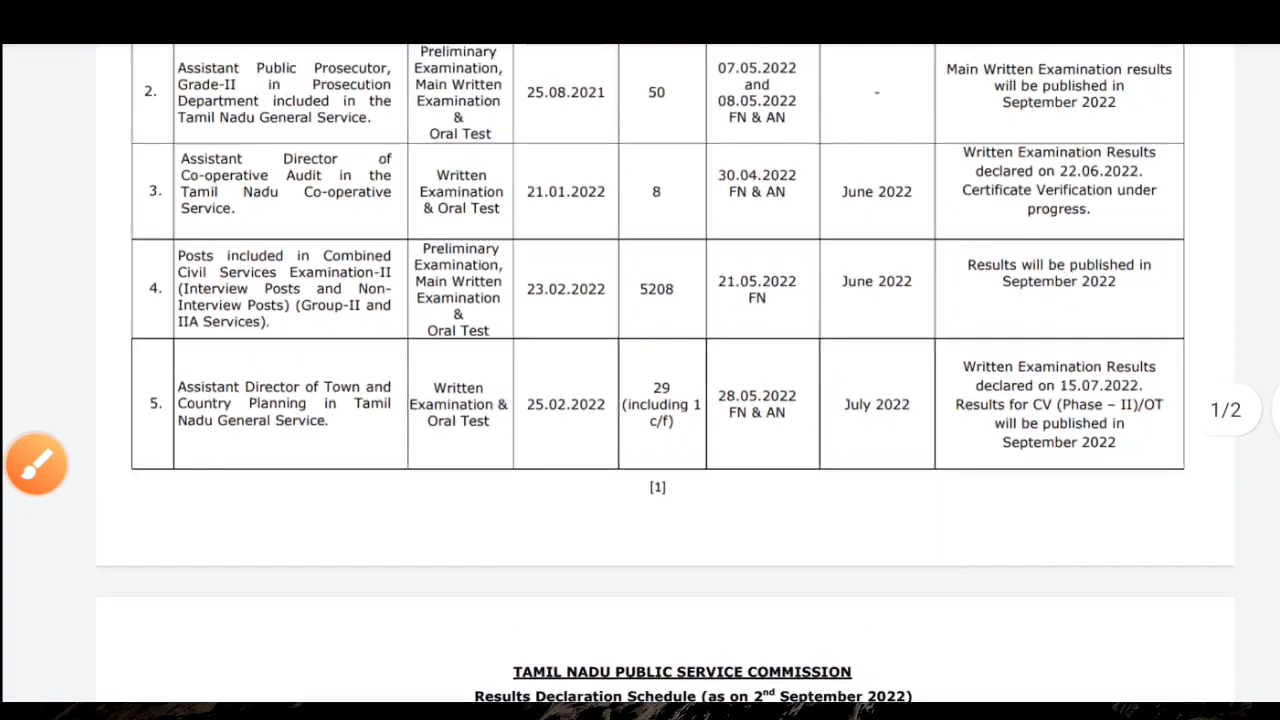 2.
Assistant Public Prosecutor,
Grade-II in Prosecution
Department included in the
Tamil Nadu General Service.
Preliminary
Examination,
Main Written
Examination
&
Oral Test
25.08.2021
50
07.05.2022
and
08.05.2022
FN & AN
-
Main Written Examination results
will be published in
September 2022
3.
Assistant Director of
Co-operative Audit in the
Tamil Nadu Co-operative
Service.
Written
Examination
& Oral Test
21.01.2022
8
30.04.2022
FN & AN
June 2022
Written Examination Results
declared on 22.06.2022.
Certificate Verification under
progress.
4.
Posts included in Combined
Civil Services Examination-II
(Interview Posts and Non-
Interview Posts) (Group-II and
IIA Services).
Preliminary
Examination,
Main Written
Examination
&
Oral Test
23.02.2022
5208
21.05.2022
FN
June 2022
Results will be published in
September 2022
5.
Assistant Director of Town and
Country Planning in Tamil
Nadu General Service.
Written
Examination &
Oral Test
25.02.2022
29
(including 1
c/f)
28.05.2022
FN & AN
July 2022
Written Examination Results
declared on 15.07.2022.
Results for CV (Phase – II)/OT
will be published in
September 2022
1/2
[1]
TAMIL NADU PUBLIC SERVICE COMMISSION
Results Declaration Schedule (as on 2nd September 2022)